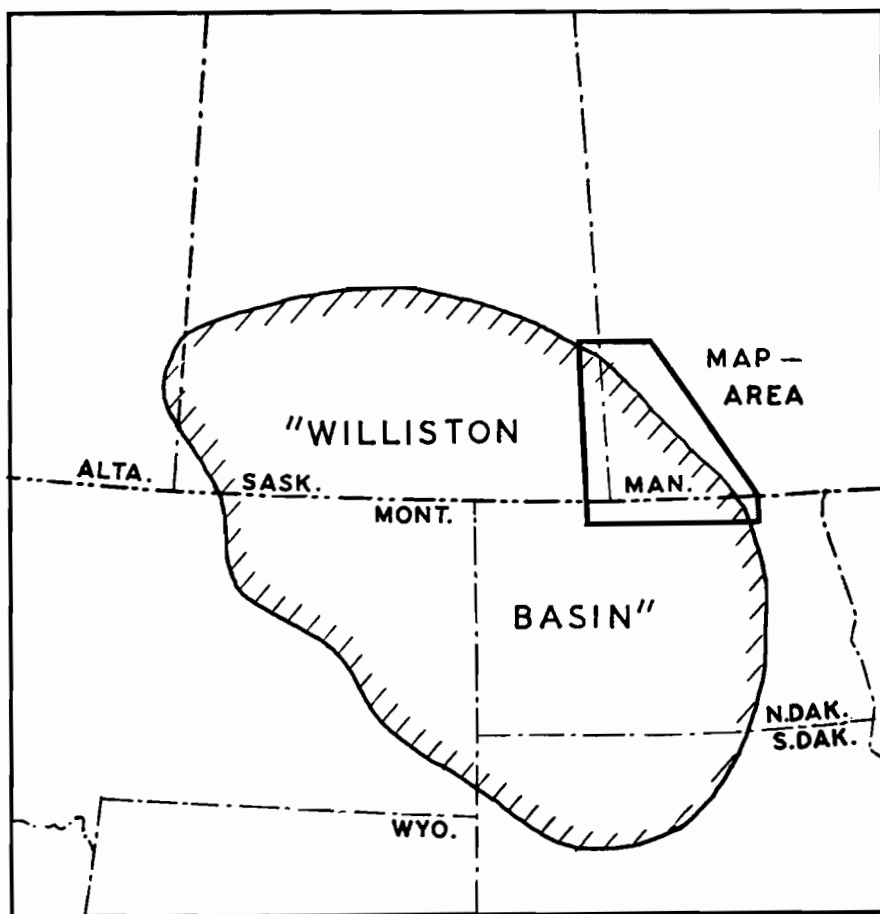 MAP –
AREA
"WILLISTON
ALTA.
SASK.
MAN.
MONT.
BASIN"
N.DAK.
S.DAK.
WYO.